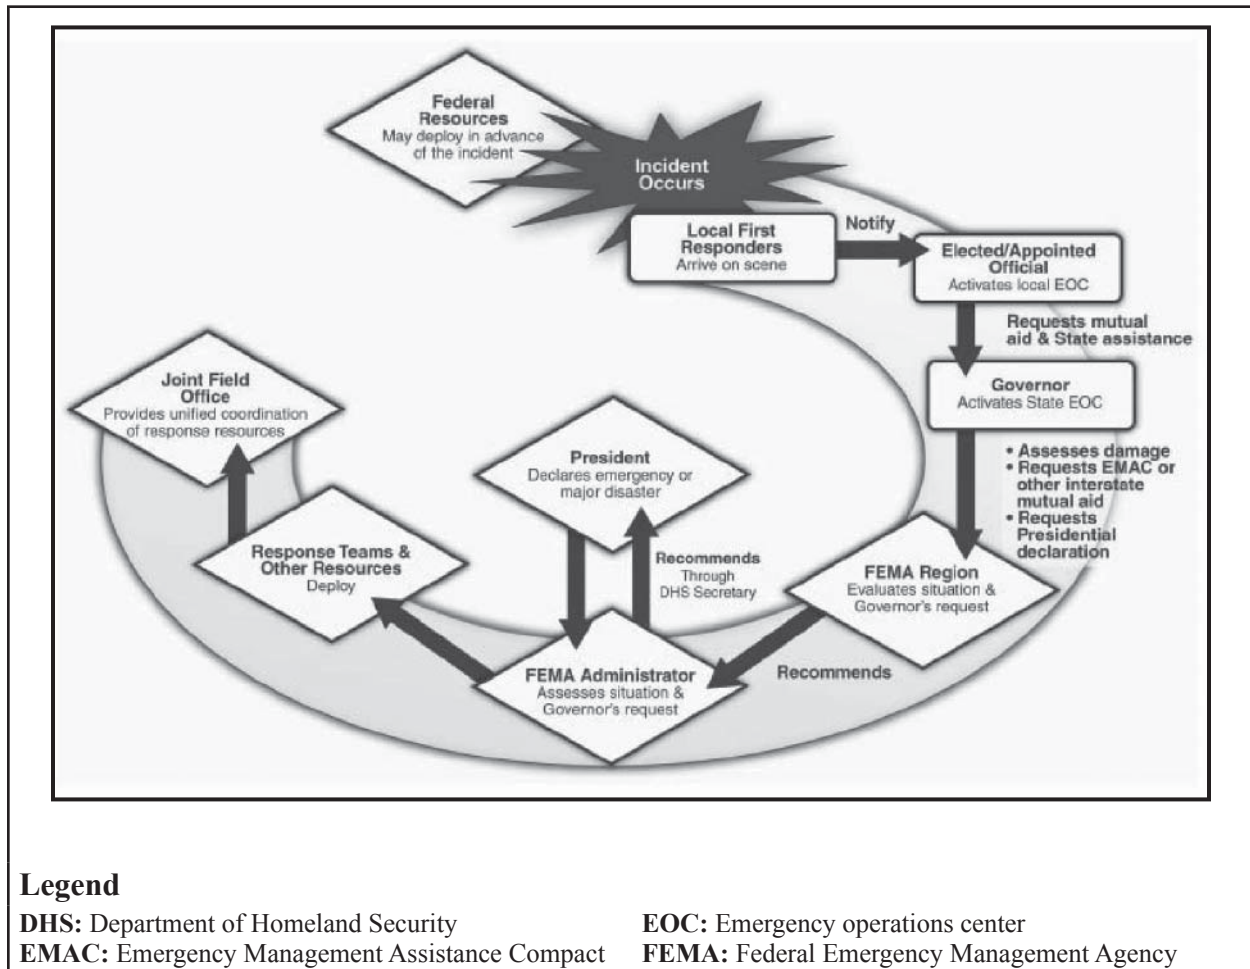 Federal
Resources
May deploy in advance
of the incident
Incident
Occurs
Local First
Responders
Arrive on scene
Notify
Elected/Appointed
Official
Activates local EOC
Requests mutual
aid & State assistance
Governor
Activates State EOC
• Assesses damage
• Requests EMAC or
other interstate
mutual aid
• Requests
Presidential
declaration
FEMA Region
Evaluates situation &
Governor's request
Recommends
FEMA Administrator
Assesses situation &
Governor's request
Recommends
Through
DHS Secretary
President
Declares emergency or
major disaster
Response Teams &
Other Resources
Deploy
Joint Field
Office
Provides unified coordination
of response resources
Legend
DHS: Department of Homeland Security
EOC: Emergency operations center
EMAC: Emergency Management Assistance Compact
FEMA: Federal Emergency Management Agency